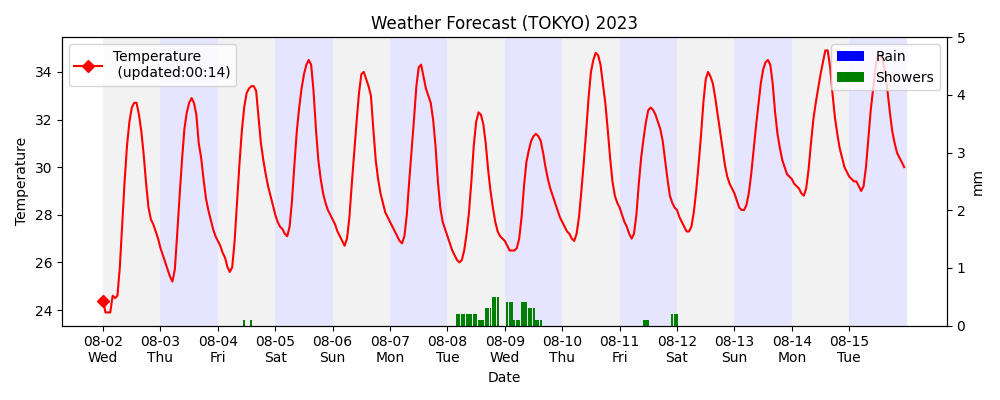 Weather Forecast (TOKYO) 2023
Temperature
(updated:00:14)
Rain
Showers
Temperature
34
32
30
28
26
24
5
4
3
2
1
0
mm
08-02 08-03 08-04 08-05 08-06 08-07 08-08 08-09 08-10 08-11 08-12 08-13 08-14 08-15
Wed Thu Fri Sat Sun Mon Tue Wed Thu Fri Sat Sun Mon Tue
Date